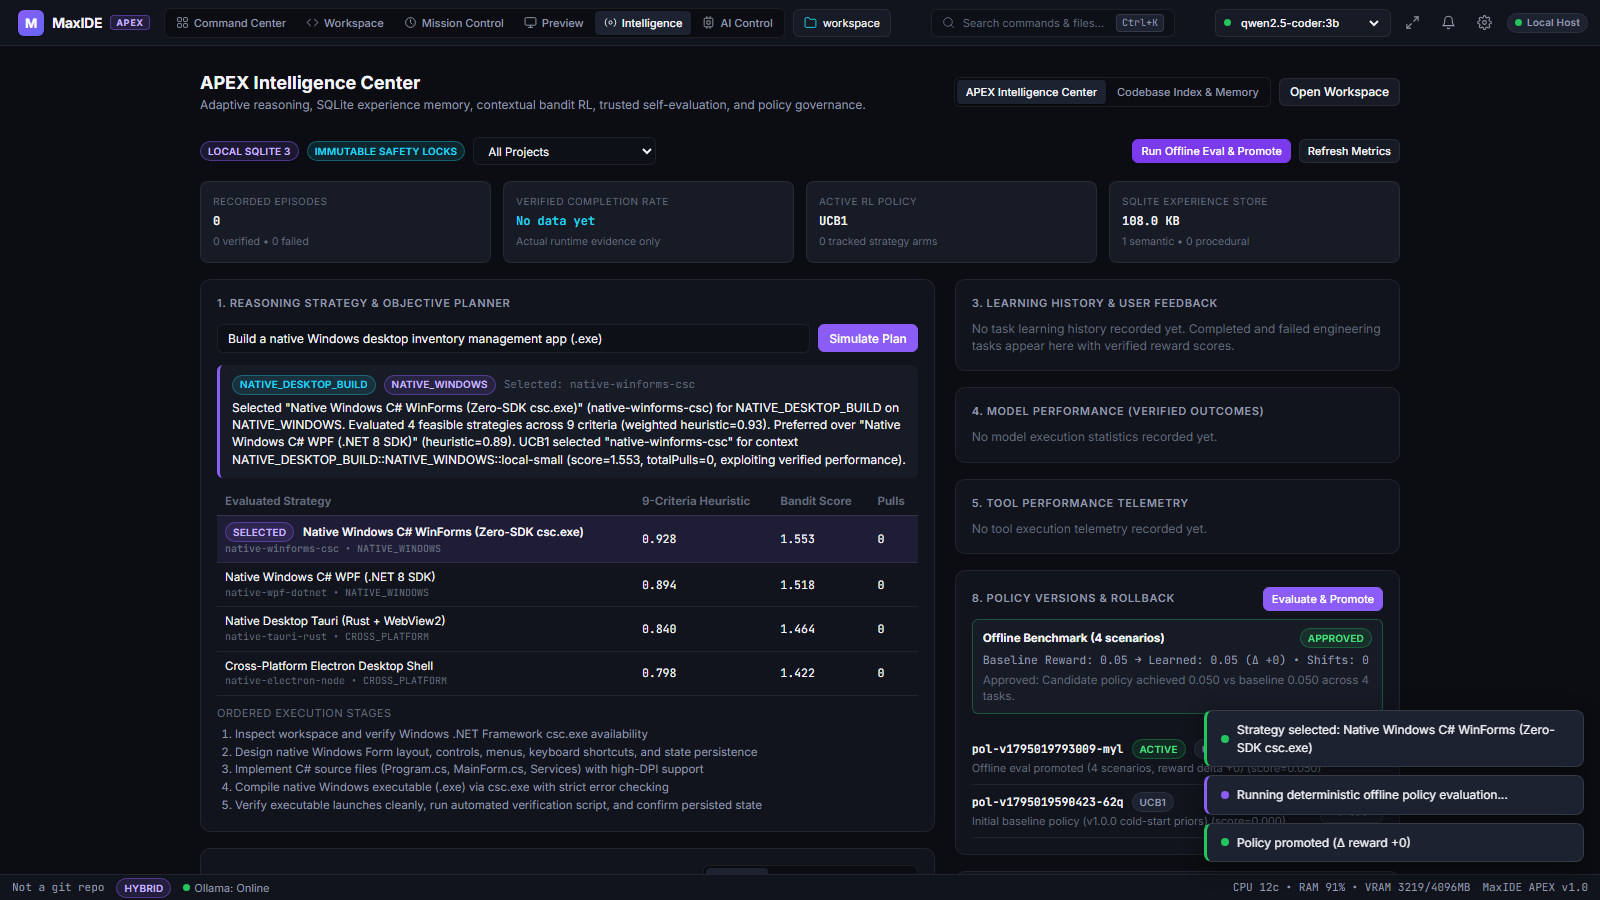 M MaxIDE APEX Command Center Workspace Mission Control Preview Intelligence AI Control workspace Search commands & files... Ctrl+K qwen2.5-coder:3b Local Host
APEX Intelligence Center
Adaptive reasoning, SQLite experience memory, contextual bandit RL, trusted self-evaluation, and policy governance.
APEX Intelligence Center Codebase Index & Memory Open Workspace
LOCAL SQLITE 3 IMMUTABLE SAFETY LOCKS All Projects Run Offline Eval & Promote Refresh Metrics
RECORDED EPISODES
0
0 verified • 0 failed
VERIFIED COMPLETION RATE
No data yet
Actual runtime evidence only
ACTIVE RL POLICY
UCB1
0 tracked strategy arms
SQLITE EXPERIENCE STORE
108.0 KB
1 semantic • 0 procedural
1. REASONING STRATEGY & OBJECTIVE PLANNER
Build a native Windows desktop inventory management app (.exe) Simulate Plan
NATIVE_DESKTOP_BUILD NATIVE_WINDOWS Selected: native-winforms-csc
Selected "Native Windows C# WinForms (Zero-SDK csc.exe)" (native-winforms-csc) for NATIVE_DESKTOP_BUILD on
NATIVE_WINDOWS. Evaluated 4 feasible strategies across 9 criteria (weighted heuristic=0.93). Preferred over "Native
Windows C# WPF (.NET 8 SDK)" (heuristic=0.89). UCB1 selected "native-winforms-csc" for context
NATIVE_DESKTOP_BUILD::NATIVE_WINDOWS::local-small (score=1.553, totalPulls=0, exploiting verified performance).
Evaluated Strategy 9-Criteria Heuristic Bandit Score Pulls
SELECTED Native Windows C# WinForms (Zero-SDK csc.exe) 0.928 1.553 0
native-winforms-csc • NATIVE_WINDOWS
Native Windows C# WPF (.NET 8 SDK) 0.894 1.518 0
native-wpf-dotnet • NATIVE_WINDOWS
Native Desktop Tauri (Rust + WebView2) 0.840 1.464 0
native-tauri-rust • CROSS_PLATFORM
Cross-Platform Electron Desktop Shell 0.798 1.422 0
native-electron-node • CROSS_PLATFORM
ORDERED EXECUTION STAGES
1. Inspect workspace and verify Windows .NET Framework csc.exe availability
2. Design native Windows Form layout, controls, menus, keyboard shortcuts, and state persistence
3. Implement C# source files (Program.cs, MainForm.cs, Services) with high-DPI support
4. Compile native Windows executable (.exe) via csc.exe with strict error checking
5. Verify executable launches cleanly, run automated verification script, and confirm persisted state
3. LEARNING HISTORY & USER FEEDBACK
No task learning history recorded yet. Completed and failed engineering
tasks appear here with verified reward scores.
4. MODEL PERFORMANCE (VERIFIED OUTCOMES)
No model execution statistics recorded yet.
5. TOOL PERFORMANCE TELEMETRY
No tool execution telemetry recorded yet.
8. POLICY VERSIONS & ROLLBACK Evaluate & Promote
Offline Benchmark (4 scenarios) APPROVED
Baseline Reward: 0.05 → Learned: 0.05 (Δ +0) • Shifts: 0
Approved: Candidate policy achieved 0.050 vs baseline 0.050 across 4
tasks.
pol-v1795019793009-myl ACTIVE
Offline eval promoted (4 scenarios, reward delta +0) (score=0.050)
pol-v1795019590423-62q UCB1
Initial baseline policy (v1.0.0 cold-start priors) (score=0.000)
Strategy selected: Native Windows C# WinForms (Zero-
SDK csc.exe)
Running deterministic offline policy evaluation...
Policy promoted (Δ reward +0)
Not a git repo HYBRID Ollama: Online CPU 12c • RAM 91% • VRAM 3219/4096MB MaxIDE APEX v1.0